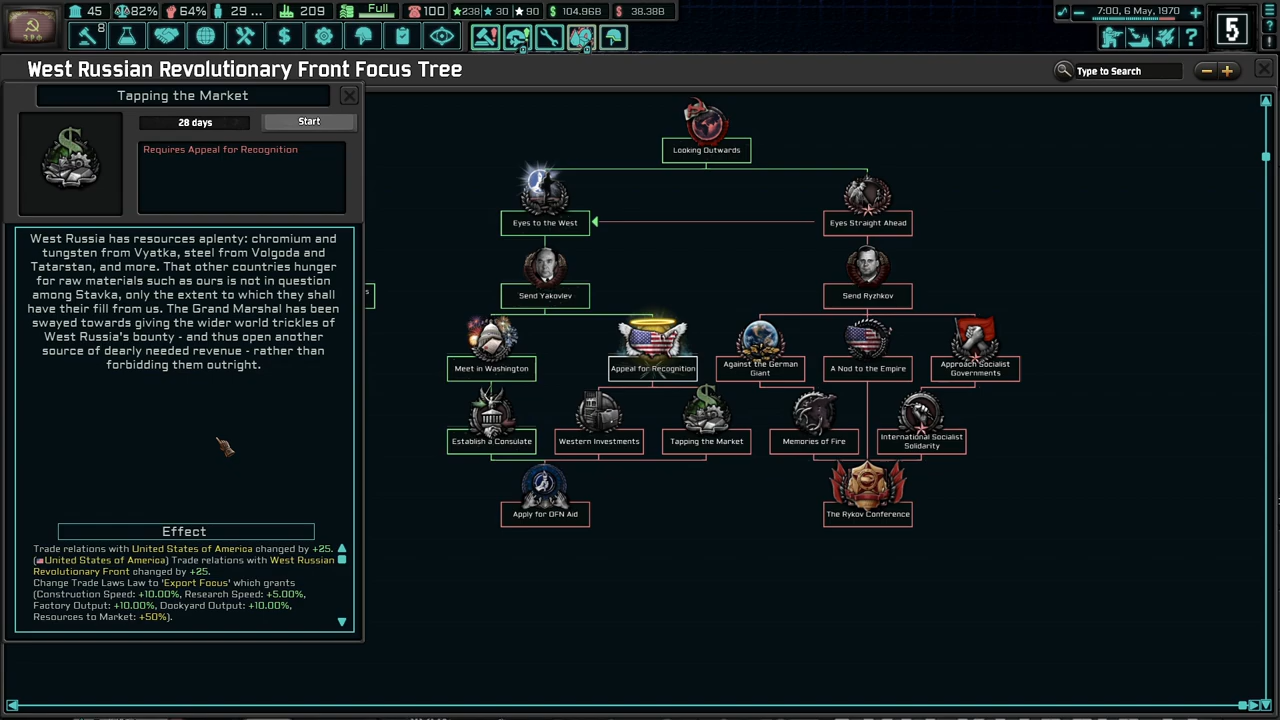 45
82%
64%
29 ...
209
Full
100
238 30 90
$ 104.96B
$ 38.38B
7:00, 6 May, 1970
8
5
?
West Russian Revolutionary Front Focus Tree
Type to Search
Tapping the Market
28 days
Start
Requires Appeal for Recognition
West Russia has resources aplenty: chromium and
tungsten from Vyatka, steel from Volgoda and
Tatarstan, and more. That other countries hunger
for raw materials such as ours is not in question
among Stavka, only the extent to which they shall
have their fill from us. The Grand Marshal has been
swayed towards giving the wider world trickles of
West Russia's bounty - and thus open another
source of dearly needed revenue - rather than
forbidding them outright.
Effect
Trade relations with United States of America changed by +25.
(United States of America) Trade relations with West Russian
Revolutionary Front changed by +25.
Change Trade Laws Law to 'Export Focus' which grants
(Construction Speed: +10.00%, Research Speed: +5.00%,
Factory Output: +10.00%, Dockyard Output: +10.00%,
Resources to Market: +50%).
Looking Outwards
Eyes to the West
Eyes Straight Ahead
s
Send Yakovlev
Send Ryzhkov
Meet in Washington
Appeal for Recognition
Against the German
Giant
A Nod to the Empire
Approach Socialist
Governments
Establish a Consulate
Western Investments
Tapping the Market
Memories of Fire
International Socialist
Solidarity
Apply for OFN Aid
The Rykov Conference